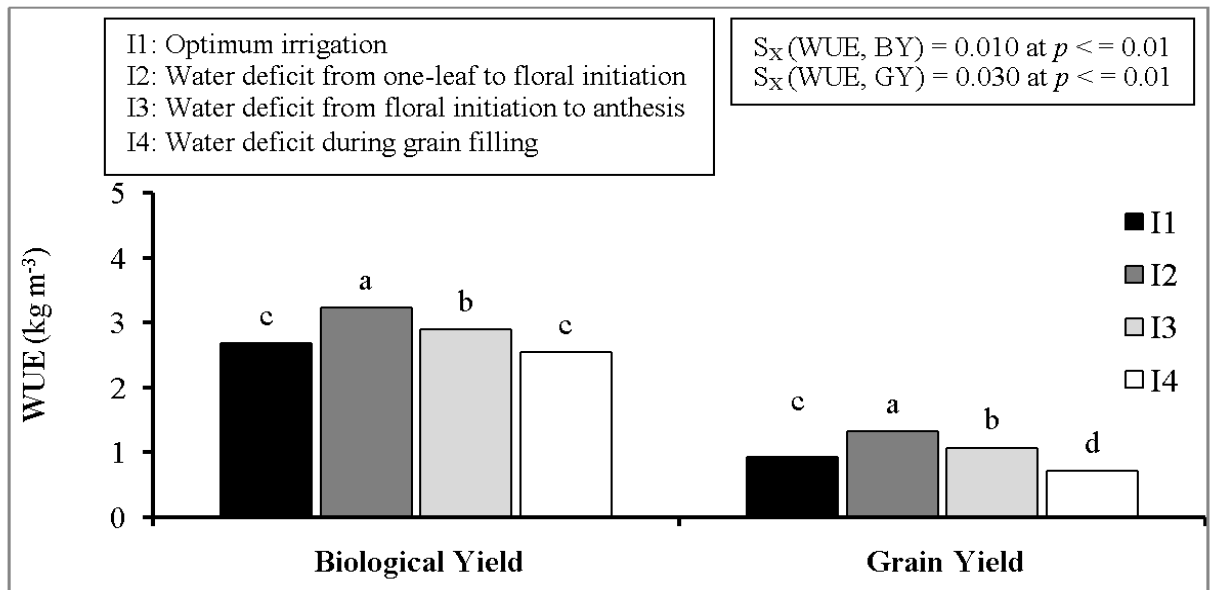 I1: Optimum irrigation
I2: Water deficit from one-leaf to floral initiation
I3: Water deficit from floral initiation to anthesis
I4: Water deficit during grain filling
SX (WUE, BY) = 0.010 at p < = 0.01
SX (WUE, GY) = 0.030 at p < = 0.01
WUE (kg m-3)
5
4
3
2
1
0
c
a
b
c
c
a
b
d
I1
I2
I3
I4
Biological Yield
Grain Yield